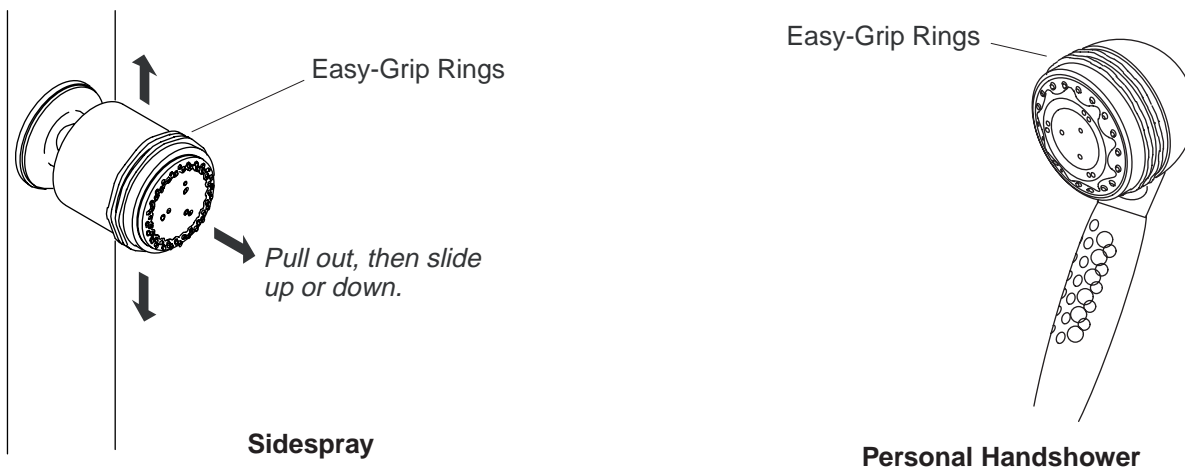 Easy-Grip Rings
Pull out, then slide
up or down.
Sidespray
Easy-Grip Rings
Personal Handshower